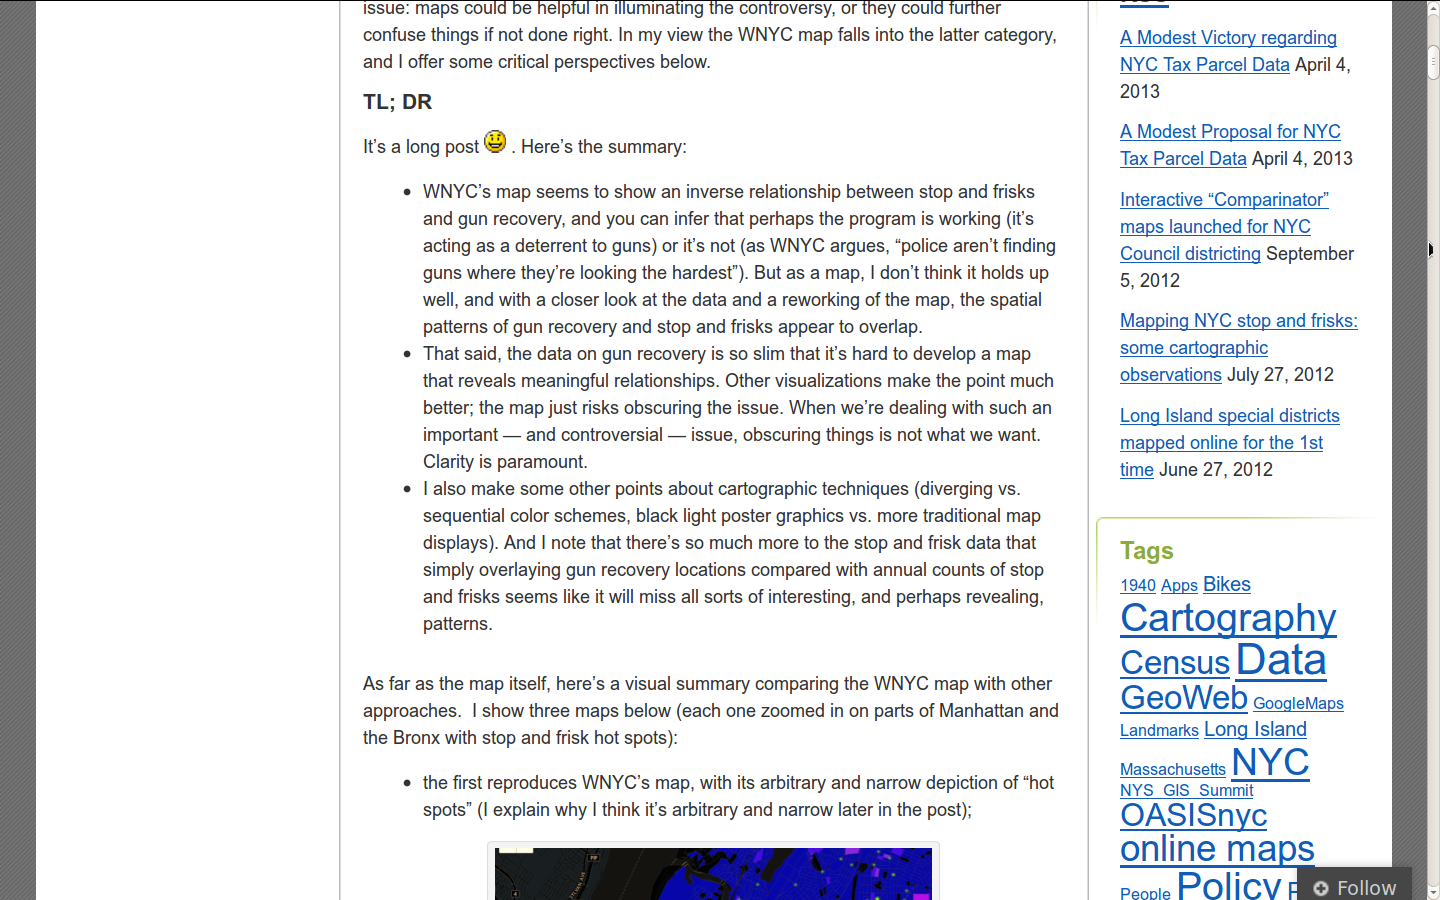 issue: maps could be helpful in illuminating the controversy, or they could further
confuse things if not done right. In my view the WNYC map falls into the latter category,
and I offer some critical perspectives below.
TL; DR
It’s a long post . Here’s the summary:
WNYC’s map seems to show an inverse relationship between stop and frisks
and gun recovery, and you can infer that perhaps the program is working (it’s
acting as a deterrent to guns) or it’s not (as WNYC argues, “police aren’t finding
guns where they’re looking the hardest”). But as a map, I don’t think it holds up
well, and with a closer look at the data and a reworking of the map, the spatial
patterns of gun recovery and stop and frisks appear to overlap.
That said, the data on gun recovery is so slim that it’s hard to develop a map
that reveals meaningful relationships. Other visualizations make the point much
better; the map just risks obscuring the issue. When we’re dealing with such an
important — and controversial — issue, obscuring things is not what we want.
Clarity is paramount.
I also make some other points about cartographic techniques (diverging vs.
sequential color schemes, black light poster graphics vs. more traditional map
displays). And I note that there’s so much more to the stop and frisk data that
simply overlaying gun recovery locations compared with annual counts of stop
and frisks seems like it will miss all sorts of interesting, and perhaps revealing,
patterns.
As far as the map itself, here’s a visual summary comparing the WNYC map with other
approaches.  I show three maps below (each one zoomed in on parts of Manhattan and
the Bronx with stop and frisk hot spots):
the first reproduces WNYC’s map, with its arbitrary and narrow depiction of “hot
spots” (I explain why I think it’s arbitrary and narrow later in the post);
A Modest Victory regarding
NYC Tax Parcel Data April 4,
2013
A Modest Proposal for NYC
Tax Parcel Data April 4, 2013
Interactive “Comparinator”
maps launched for NYC
Council districting September
5, 2012
Mapping NYC stop and frisks:
some cartographic
observations July 27, 2012
Long Island special districts
mapped online for the 1st
time June 27, 2012
Tags
1940 Apps Bikes
Cartography
Census Data
GeoWeb GoogleMaps
Landmarks Long Island
Massachusetts NYC
NYS_GIS_Summit
OASISnyc
online maps
People Policy
Follow